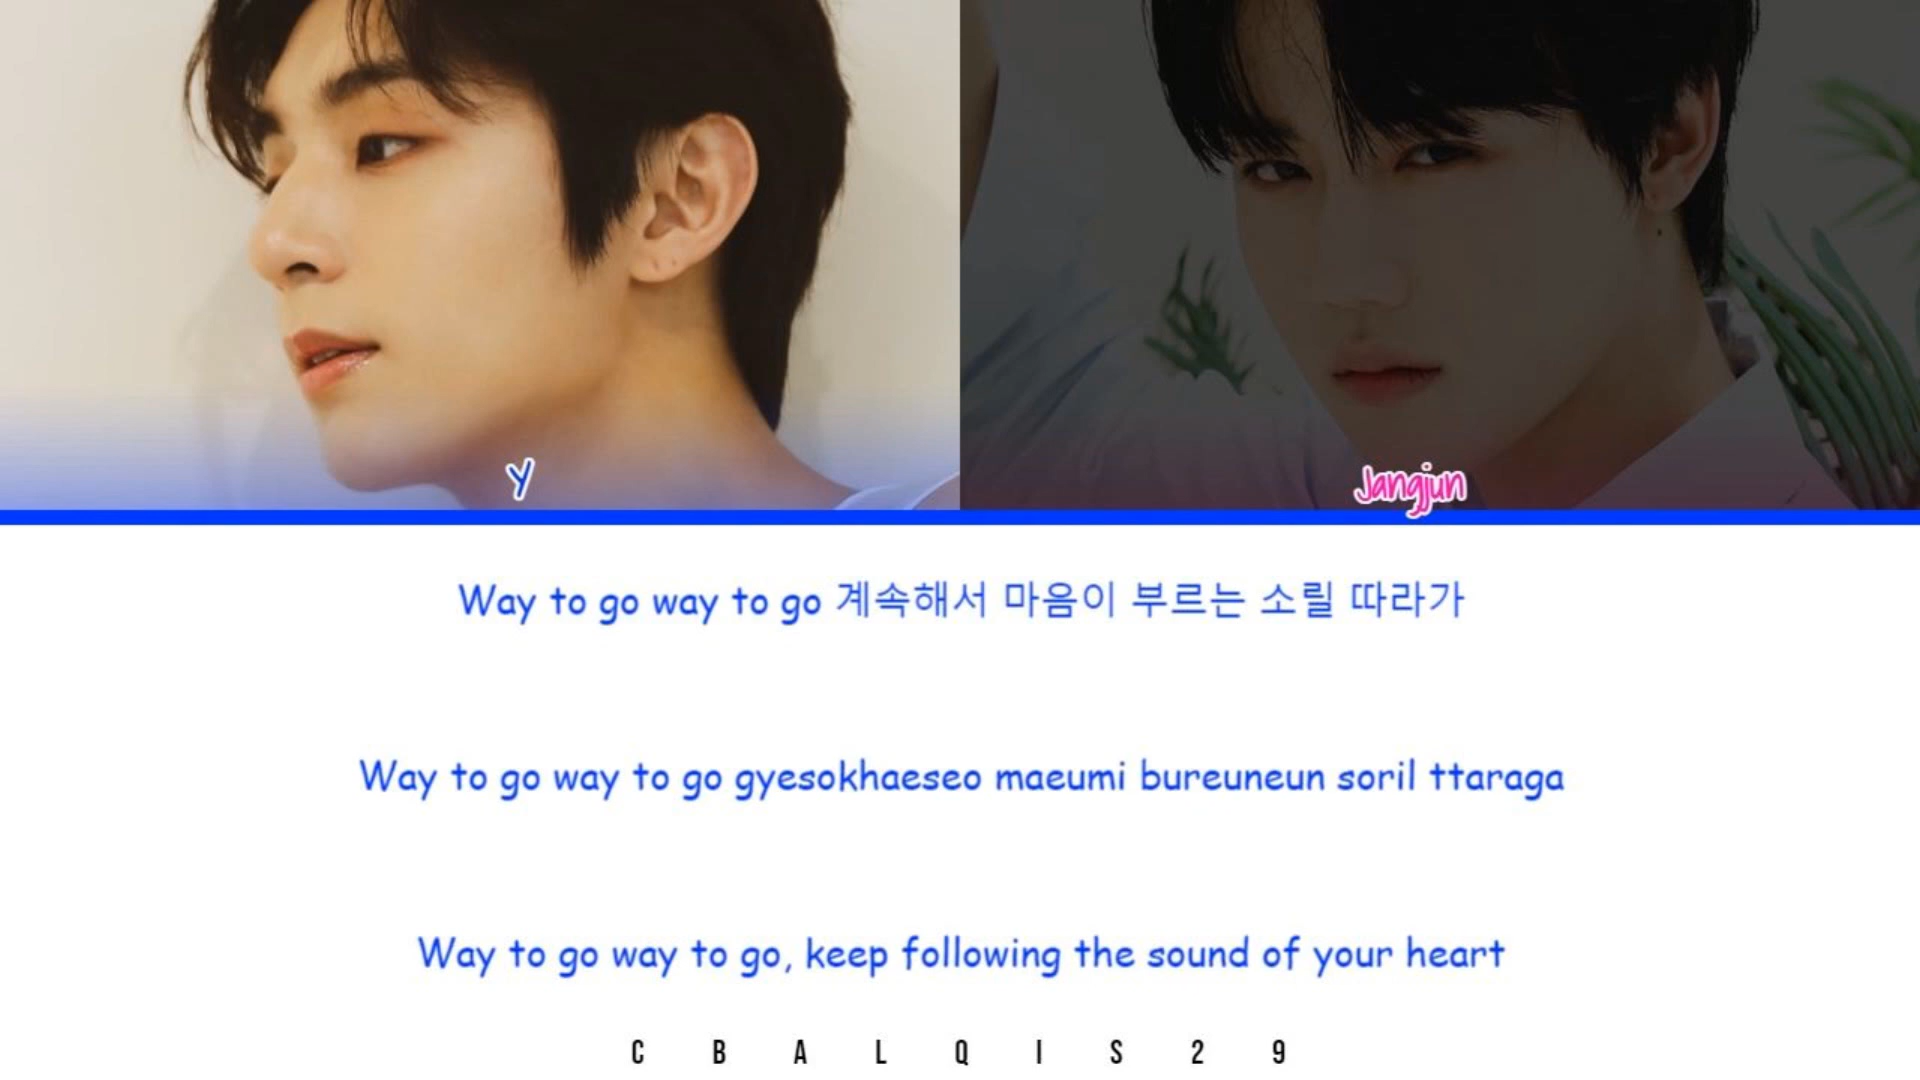 Y
Jangjun
Way to go way to go 계속해서 마음이 부르는 소릴 따라가
Way to go way to go gyesokhaeseo maeumi bureuneun soril ttaraga
Way to go way to go, keep following the sound of your heart
CBALQIS29